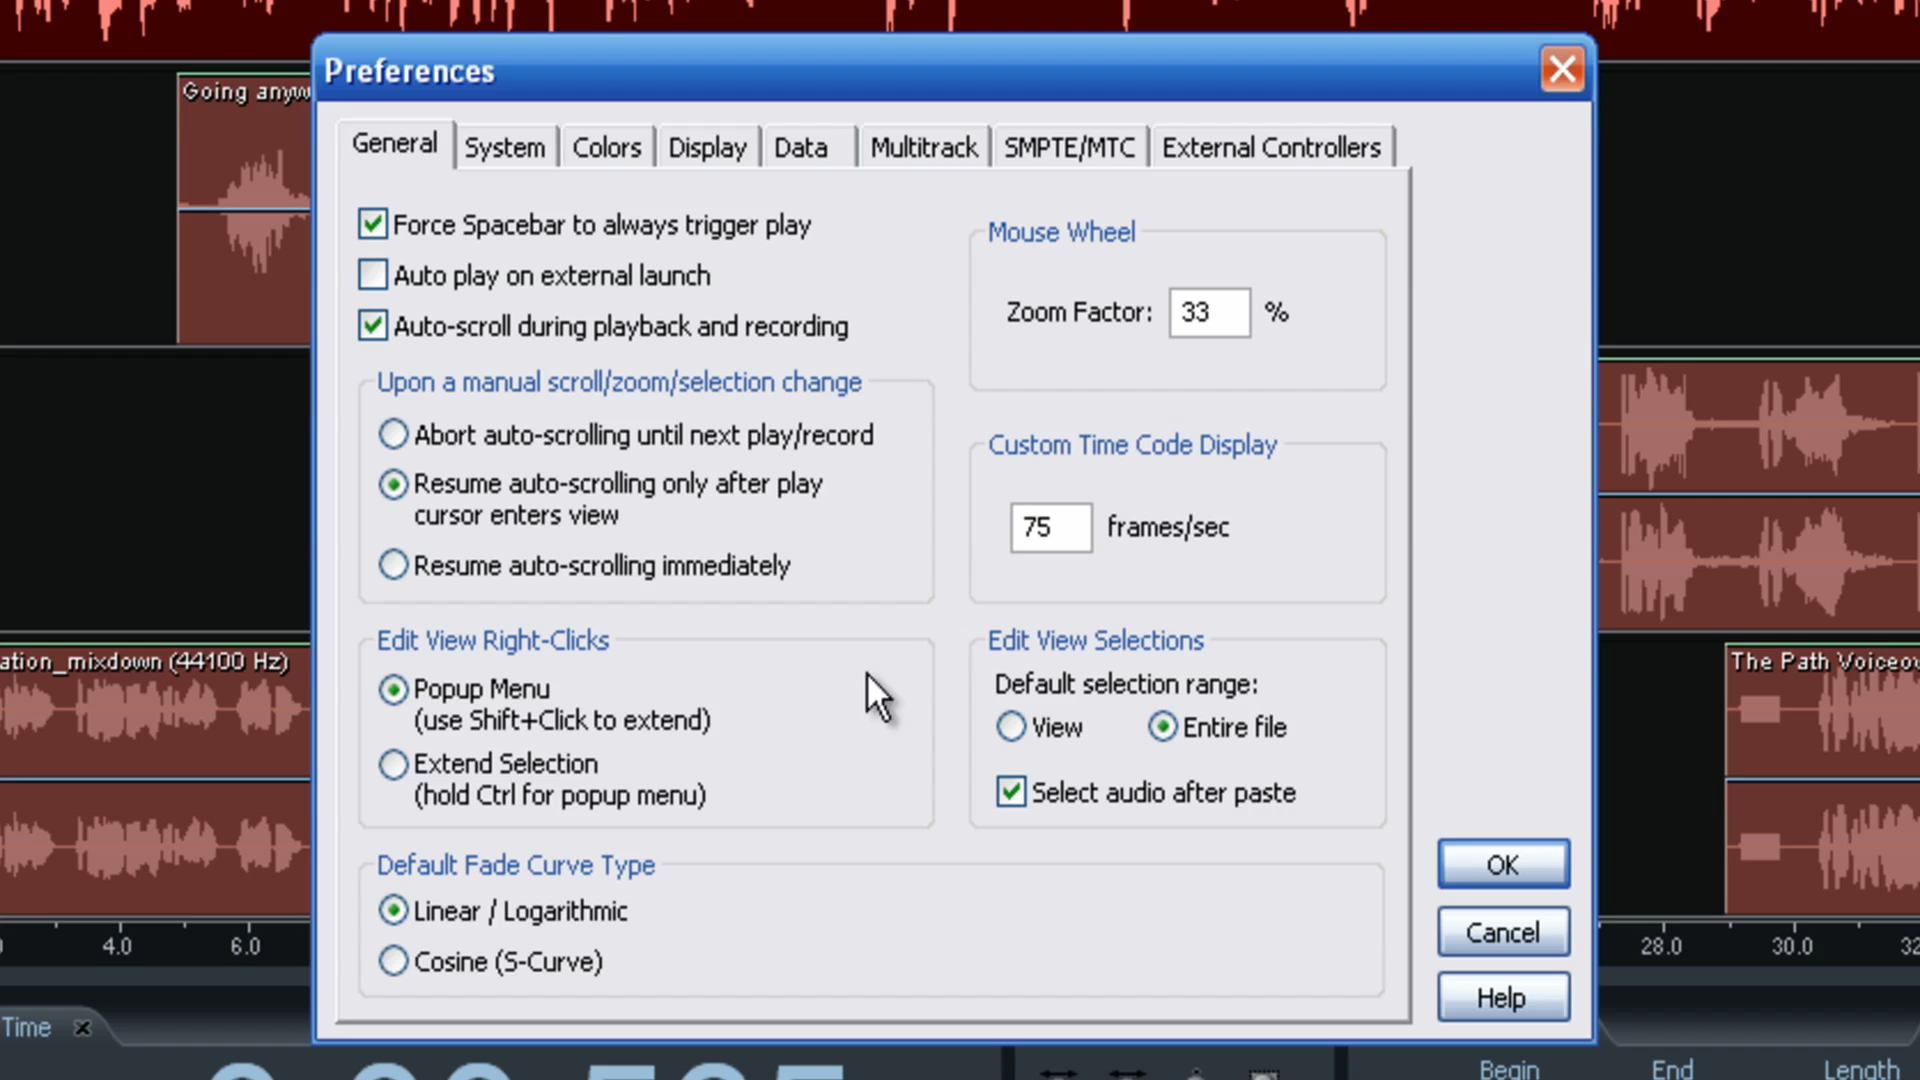 Preferences
Going anyw
General
System
Colors
Display
Data
Multitrack
SMPTE/MTC
External Controllers
Force Spacebar to always trigger play
Auto play on external launch
Auto-scroll during playback and recording
Upon a manual scroll/zoom/selection change
Abort auto-scrolling until next play/record
Resume auto-scrolling only after play
cursor enters view
Resume auto-scrolling immediately
Mouse Wheel
Zoom Factor: 33 %
Custom Time Code Display
75 frames/sec
Edit View Right-Clicks
Popup Menu
(use Shift+Click to extend)
Extend Selection
(hold Ctrl for popup menu)
Edit View Selections
Default selection range:
View
Entire file
Select audio after paste
Default Fade Curve Type
Linear / Logarithmic
Cosine (S-Curve)
OK
Cancel
Help
ation_mixdown (44100 Hz)
The Path Voiceov
4.0
6.0
28.0
30.0
32
Time
Begin
End
Length